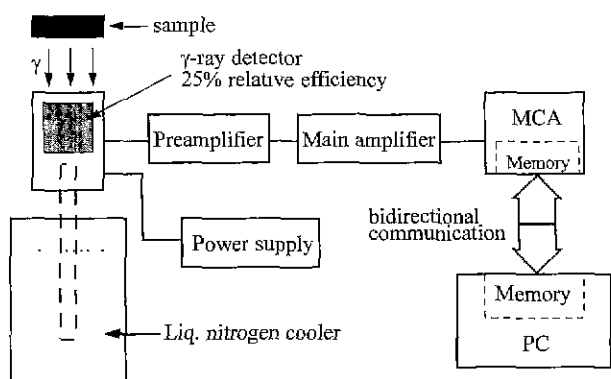 sample
γ
γ-ray detector
25% relative efficiency
Preamplifier
Main amplifier
MCA
Memory
bidirectional
communication
Power supply
Memory
PC
Liq. nitrogen cooler